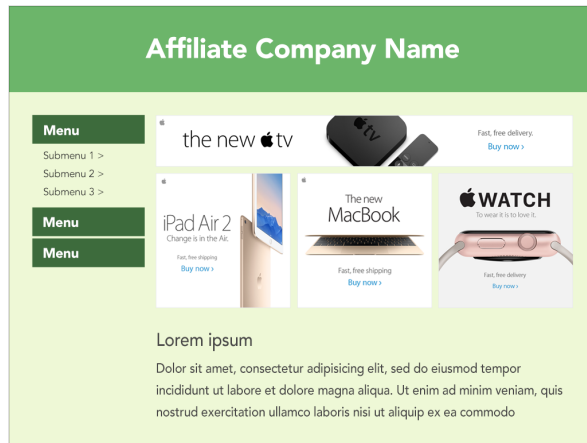 Affiliate Company Name
Menu
Submenu 1 >
Submenu 2 >
Submenu 3 >
Menu
Menu
the new tv
tv
Fast, free delivery.
Buy now ›
iPad Air 2
Change is in the Air.
Fast, free shipping
Buy now ›
The new
MacBook
Fast, free shipping
Buy now ›
WATCH
To wear it is to love it.
Fast, free delivery
Buy now ›
Lorem ipsum
Dolor sit amet, consectetur adipisicing elit, sed do eiusmod tempor
incididunt ut labore et dolore magna aliqua. Ut enim ad minim veniam, quis
nostrud exercitation ullamco laboris nisi ut aliquip ex ea commodo